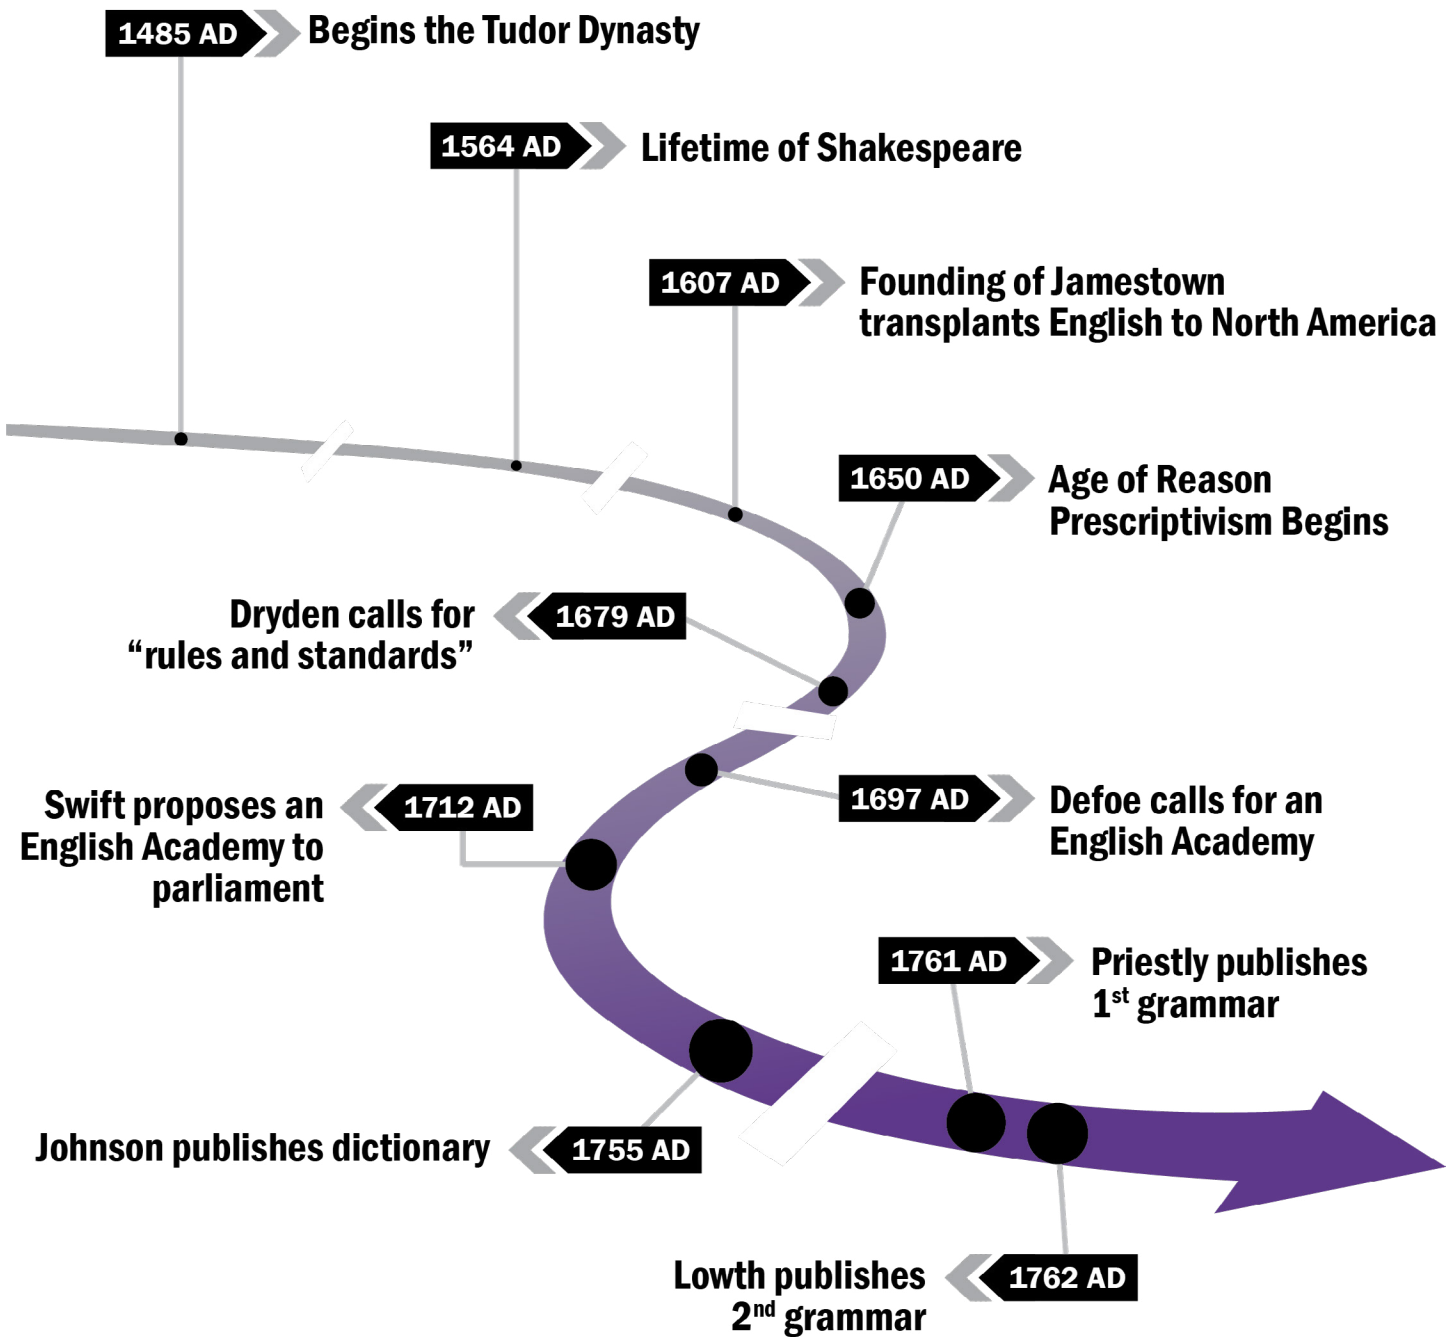 1485 AD
Begins the Tudor Dynasty
1564 AD
Lifetime of Shakespeare
1607 AD
Founding of Jamestown
transplants English to North America
1650 AD
Age of Reason
Prescriptivism Begins
1679 AD
Dryden calls for
“rules and standards”
1697 AD
Defoe calls for an
English Academy
1712 AD
Swift proposes an
English Academy to
parliament
1755 AD
Johnson publishes dictionary
1761 AD
Priestly publishes
1st grammar
1762 AD
Lowth publishes
2nd grammar